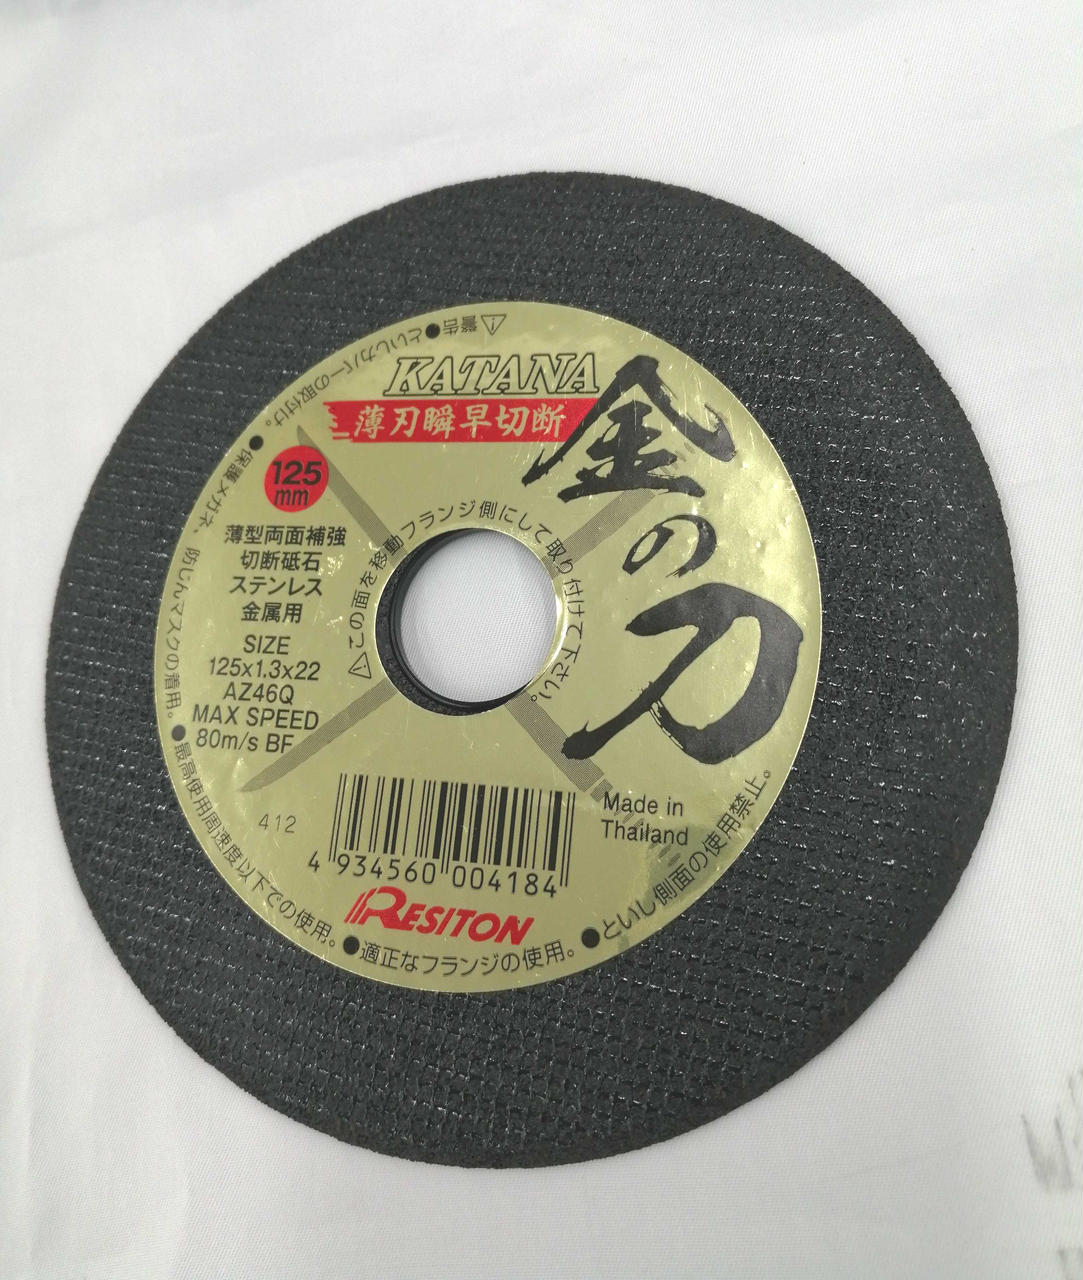 KATANA
薄刃瞬早切断
金の刀
125
mm
薄型両面補強
切断砥石
ステンレス
金属用
SIZE
125x1.3x22
AZ46Q
MAX SPEED
80m/s BF
⚠この面を移動フランジ側にして取り付けて下さい。
412
4 934560 004184
Made in
Thailand
RESITON
⚠警告●といしカバーの取付け。●保護メガネ、防じんマスクの着用。●最高使用周速度以下での使用。●適正なフランジの使用。●といし側面の使用禁止。